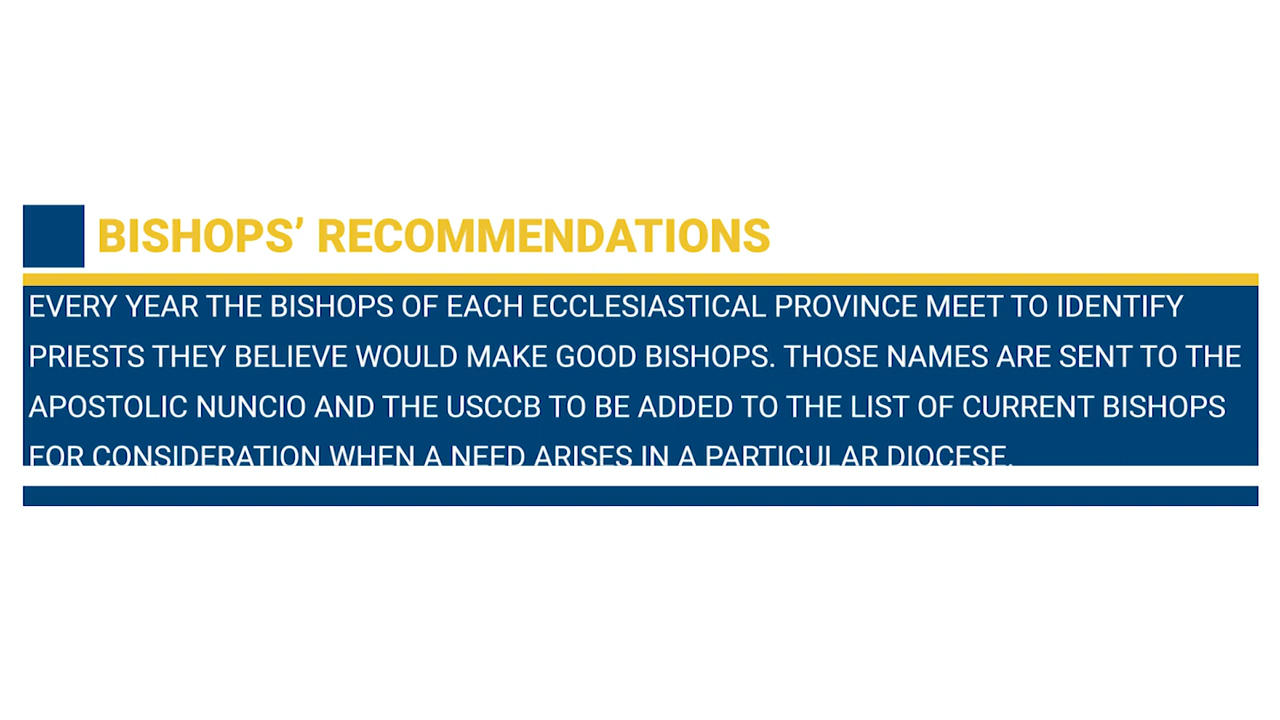 BISHOPS’ RECOMMENDATIONS
EVERY YEAR THE BISHOPS OF EACH ECCLESIASTICAL PROVINCE MEET TO IDENTIFY
PRIESTS THEY BELIEVE WOULD MAKE GOOD BISHOPS. THOSE NAMES ARE SENT TO THE
APOSTOLIC NUNCIO AND THE USCCB TO BE ADDED TO THE LIST OF CURRENT BISHOPS
FOR CONSIDERATION WHEN A NEED ARISES IN A PARTICULAR DIOCESE.